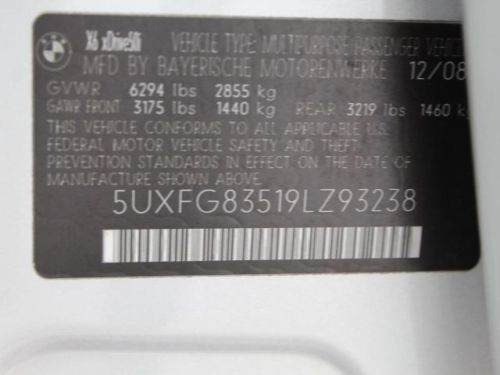 X6 xDrive50i VEHICLE TYPE: MULTIPURPOSE PASSENGER VEHICLE
MFD BY BAYERISCHE MOTORENWERKE 12/08
GVWR 6294 lbs 2855 kg
GAWR FRONT 3175 lbs 1440 kg REAR 3219 lbs 1460 kg
THIS VEHICLE CONFORMS TO ALL APPLICABLE U.S.
FEDERAL MOTOR VEHICLE SAFETY AND THEFT
PREVENTION STANDARDS IN EFFECT ON THE DATE OF
MANUFACTURE SHOWN ABOVE.
5UXFG83519LZ93238